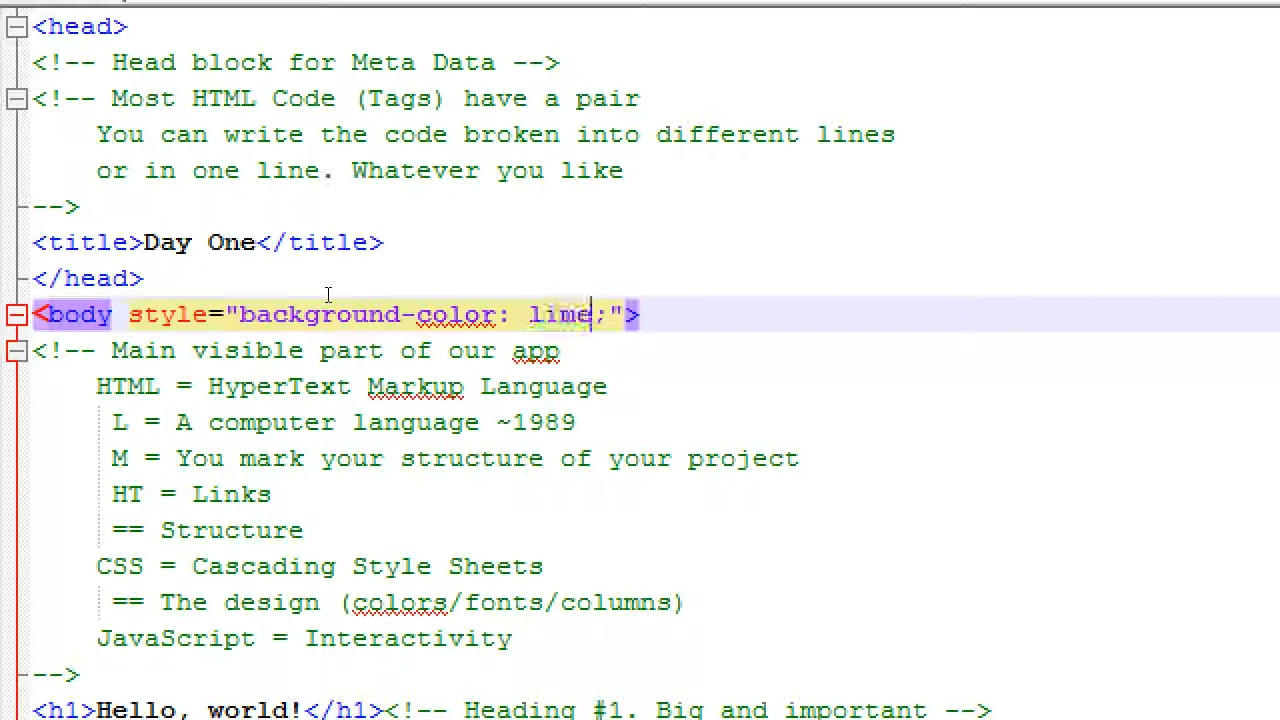 <head>
<!-- Head block for Meta Data -->
<!-- Most HTML Code (Tags) have a pair
You can write the code broken into different lines
or in one line. Whatever you like
-->
<title>Day One</title>
</head>
<body style="background-color: lime;">
<!-- Main visible part of our app
HTML = HyperText Markup Language
L = A computer language ~1989
M = You mark your structure of your project
HT = Links
== Structure
CSS = Cascading Style Sheets
== The design (colors/fonts/columns)
JavaScript = Interactivity
-->
<h1>Hello, world!</h1><!-- Heading #1. Big and important -->